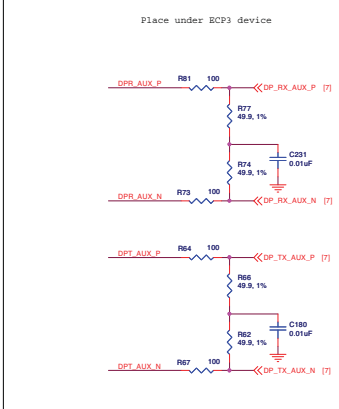 Place under ECP3 device
DPR_AUX_P R81 100 DP_RX_AUX_P [7]
R77
49.9, 1%
C231
0.01uF
R74
49.9, 1%
DPR_AUX_N R73 100 DP_RX_AUX_N [7]
DPT_AUX_P R64 100 DP_TX_AUX_P [7]
R66
49.9, 1%
C180
0.01uF
R62
49.9, 1%
DPT_AUX_N R67 100 DP_TX_AUX_N [7]